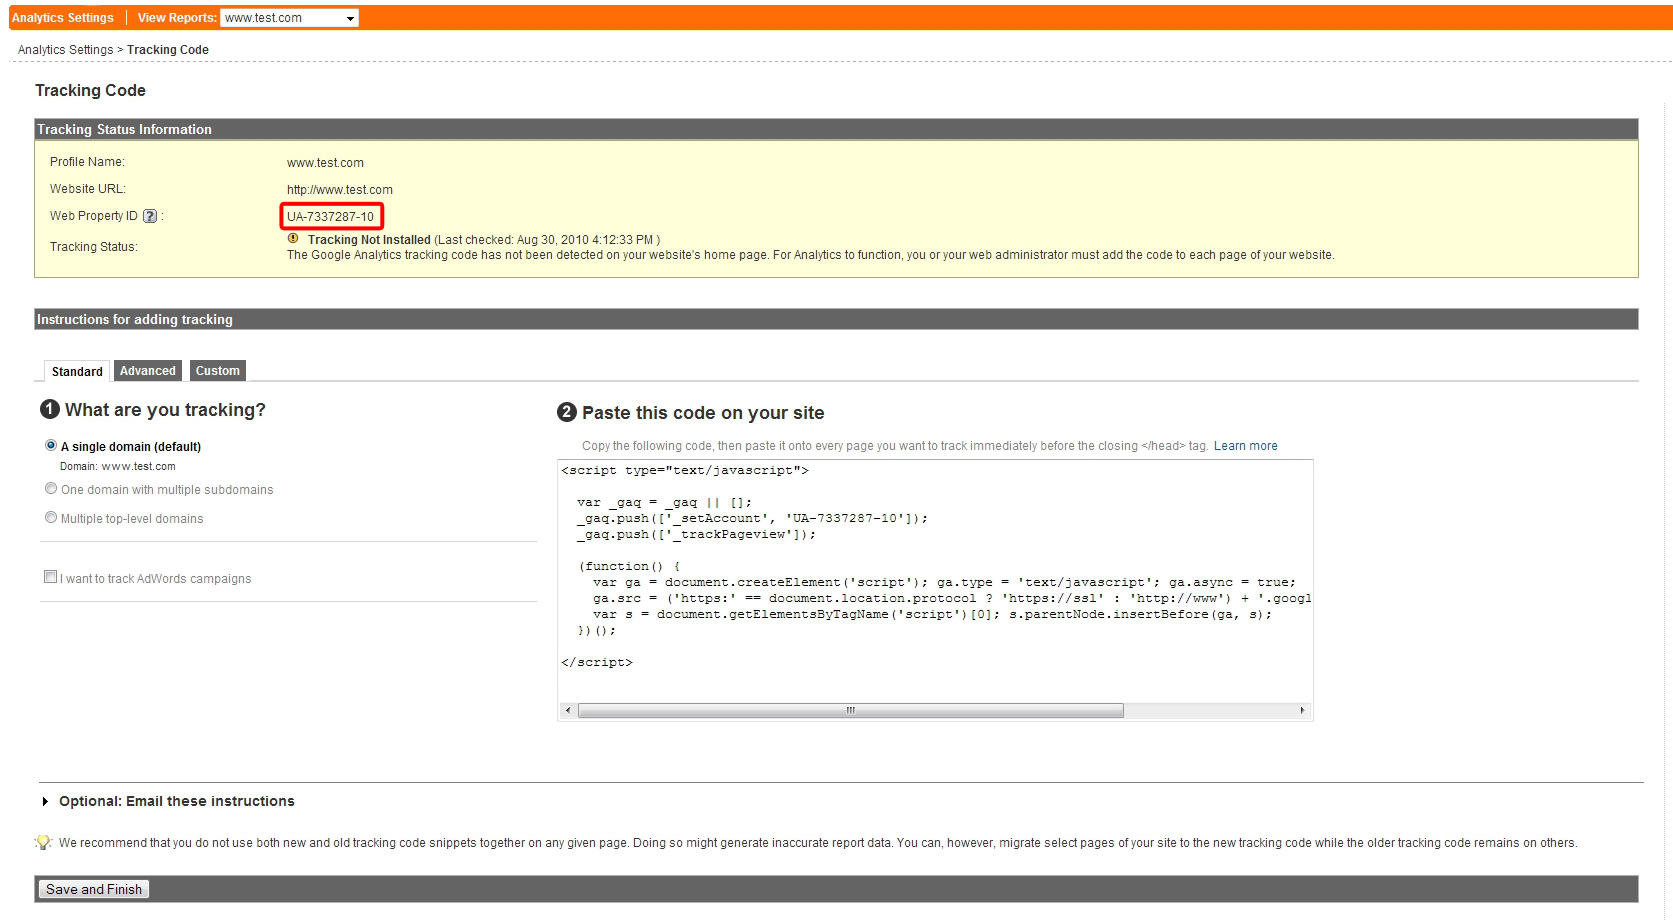 Analytics Settings | View Reports: www.test.com
Analytics Settings > Tracking Code
Tracking Code
Tracking Status Information
Profile Name: www.test.com
Website URL: http://www.test.com
Web Property ID ? : UA-7337287-10
Tracking Status: Tracking Not Installed (Last checked: Aug 30, 2010 4:12:33 PM )
The Google Analytics tracking code has not been detected on your website's home page. For Analytics to function, you or your web administrator must add the code to each page of your website.
Instructions for adding tracking
Standard Advanced Custom
1 What are you tracking?
A single domain (default)
Domain: www.test.com
One domain with multiple subdomains
Multiple top-level domains
I want to track AdWords campaigns
2 Paste this code on your site
Copy the following code, then paste it onto every page you want to track immediately before the closing </head> tag. Learn more
<script type="text/javascript">
var _gaq = _gaq || [];
_gaq.push(['_setAccount', 'UA-7337287-10']);
_gaq.push(['_trackPageview']);
(function() {
var ga = document.createElement('script'); ga.type = 'text/javascript'; ga.async = true;
ga.src = ('https:' == document.location.protocol ? 'https://ssl' : 'http://www') + '.googl
var s = document.getElementsByTagName('script')[0]; s.parentNode.insertBefore(ga, s);
})();
</script>
Optional: Email these instructions
We recommend that you do not use both new and old tracking code snippets together on any given page. Doing so might generate inaccurate report data. You can, however, migrate select pages of your site to the new tracking code while the older tracking code remains on others.
Save and Finish